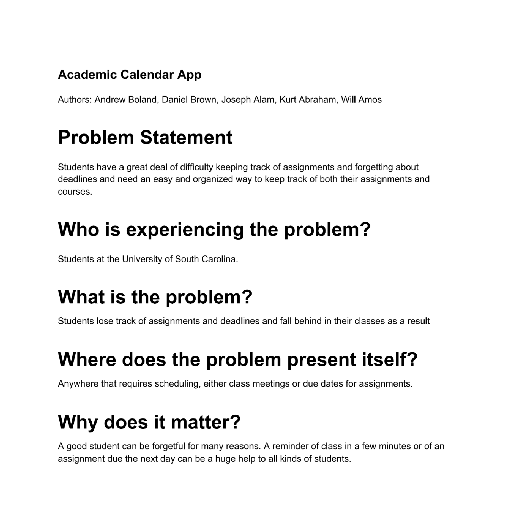 Academic Calendar App
Authors: Andrew Boland, Daniel Brown, Joseph Alam, Kurt Abraham, Will Amos
Problem Statement
Students have a great deal of difficulty keeping track of assignments and forgetting about
deadlines and need an easy and organized way to keep track of both their assignments and
courses.
Who is experiencing the problem?
Students at the University of South Carolina.
What is the problem?
Students lose track of assignments and deadlines and fall behind in their classes as a result
Where does the problem present itself?
Anywhere that requires scheduling, either class meetings or due dates for assignments.
Why does it matter?
A good student can be forgetful for many reasons. A reminder of class in a few minutes or of an
assignment due the next day can be a huge help to all kinds of students.